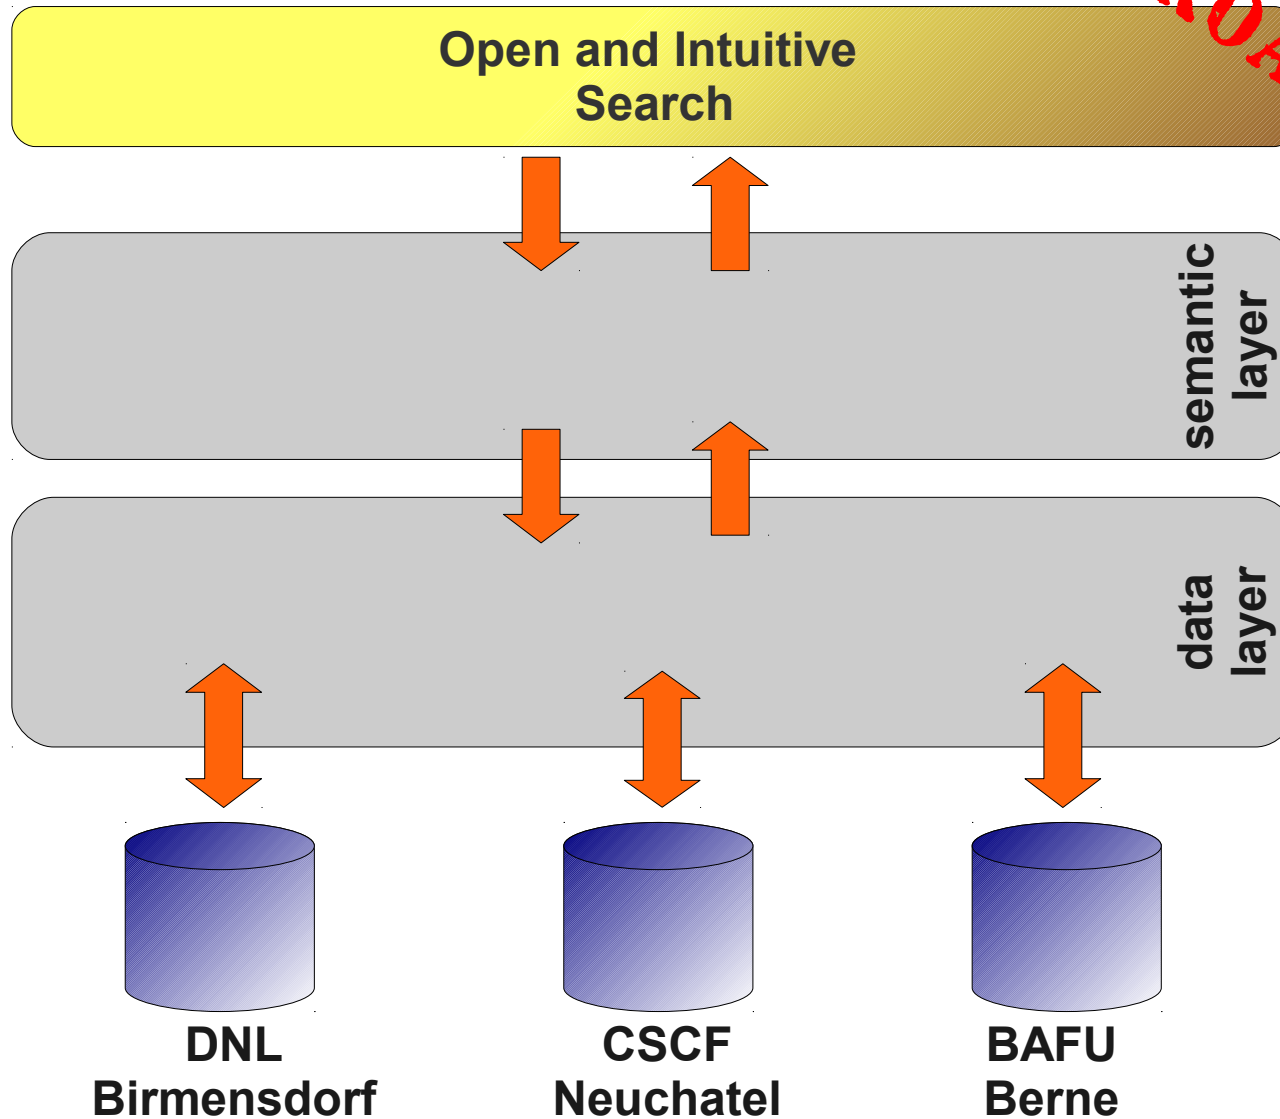 Open and Intuitive
Search
semantic
layer
data
layer
DNL
Birmensdorf
CSCF
Neuchatel
BAFU
Berne